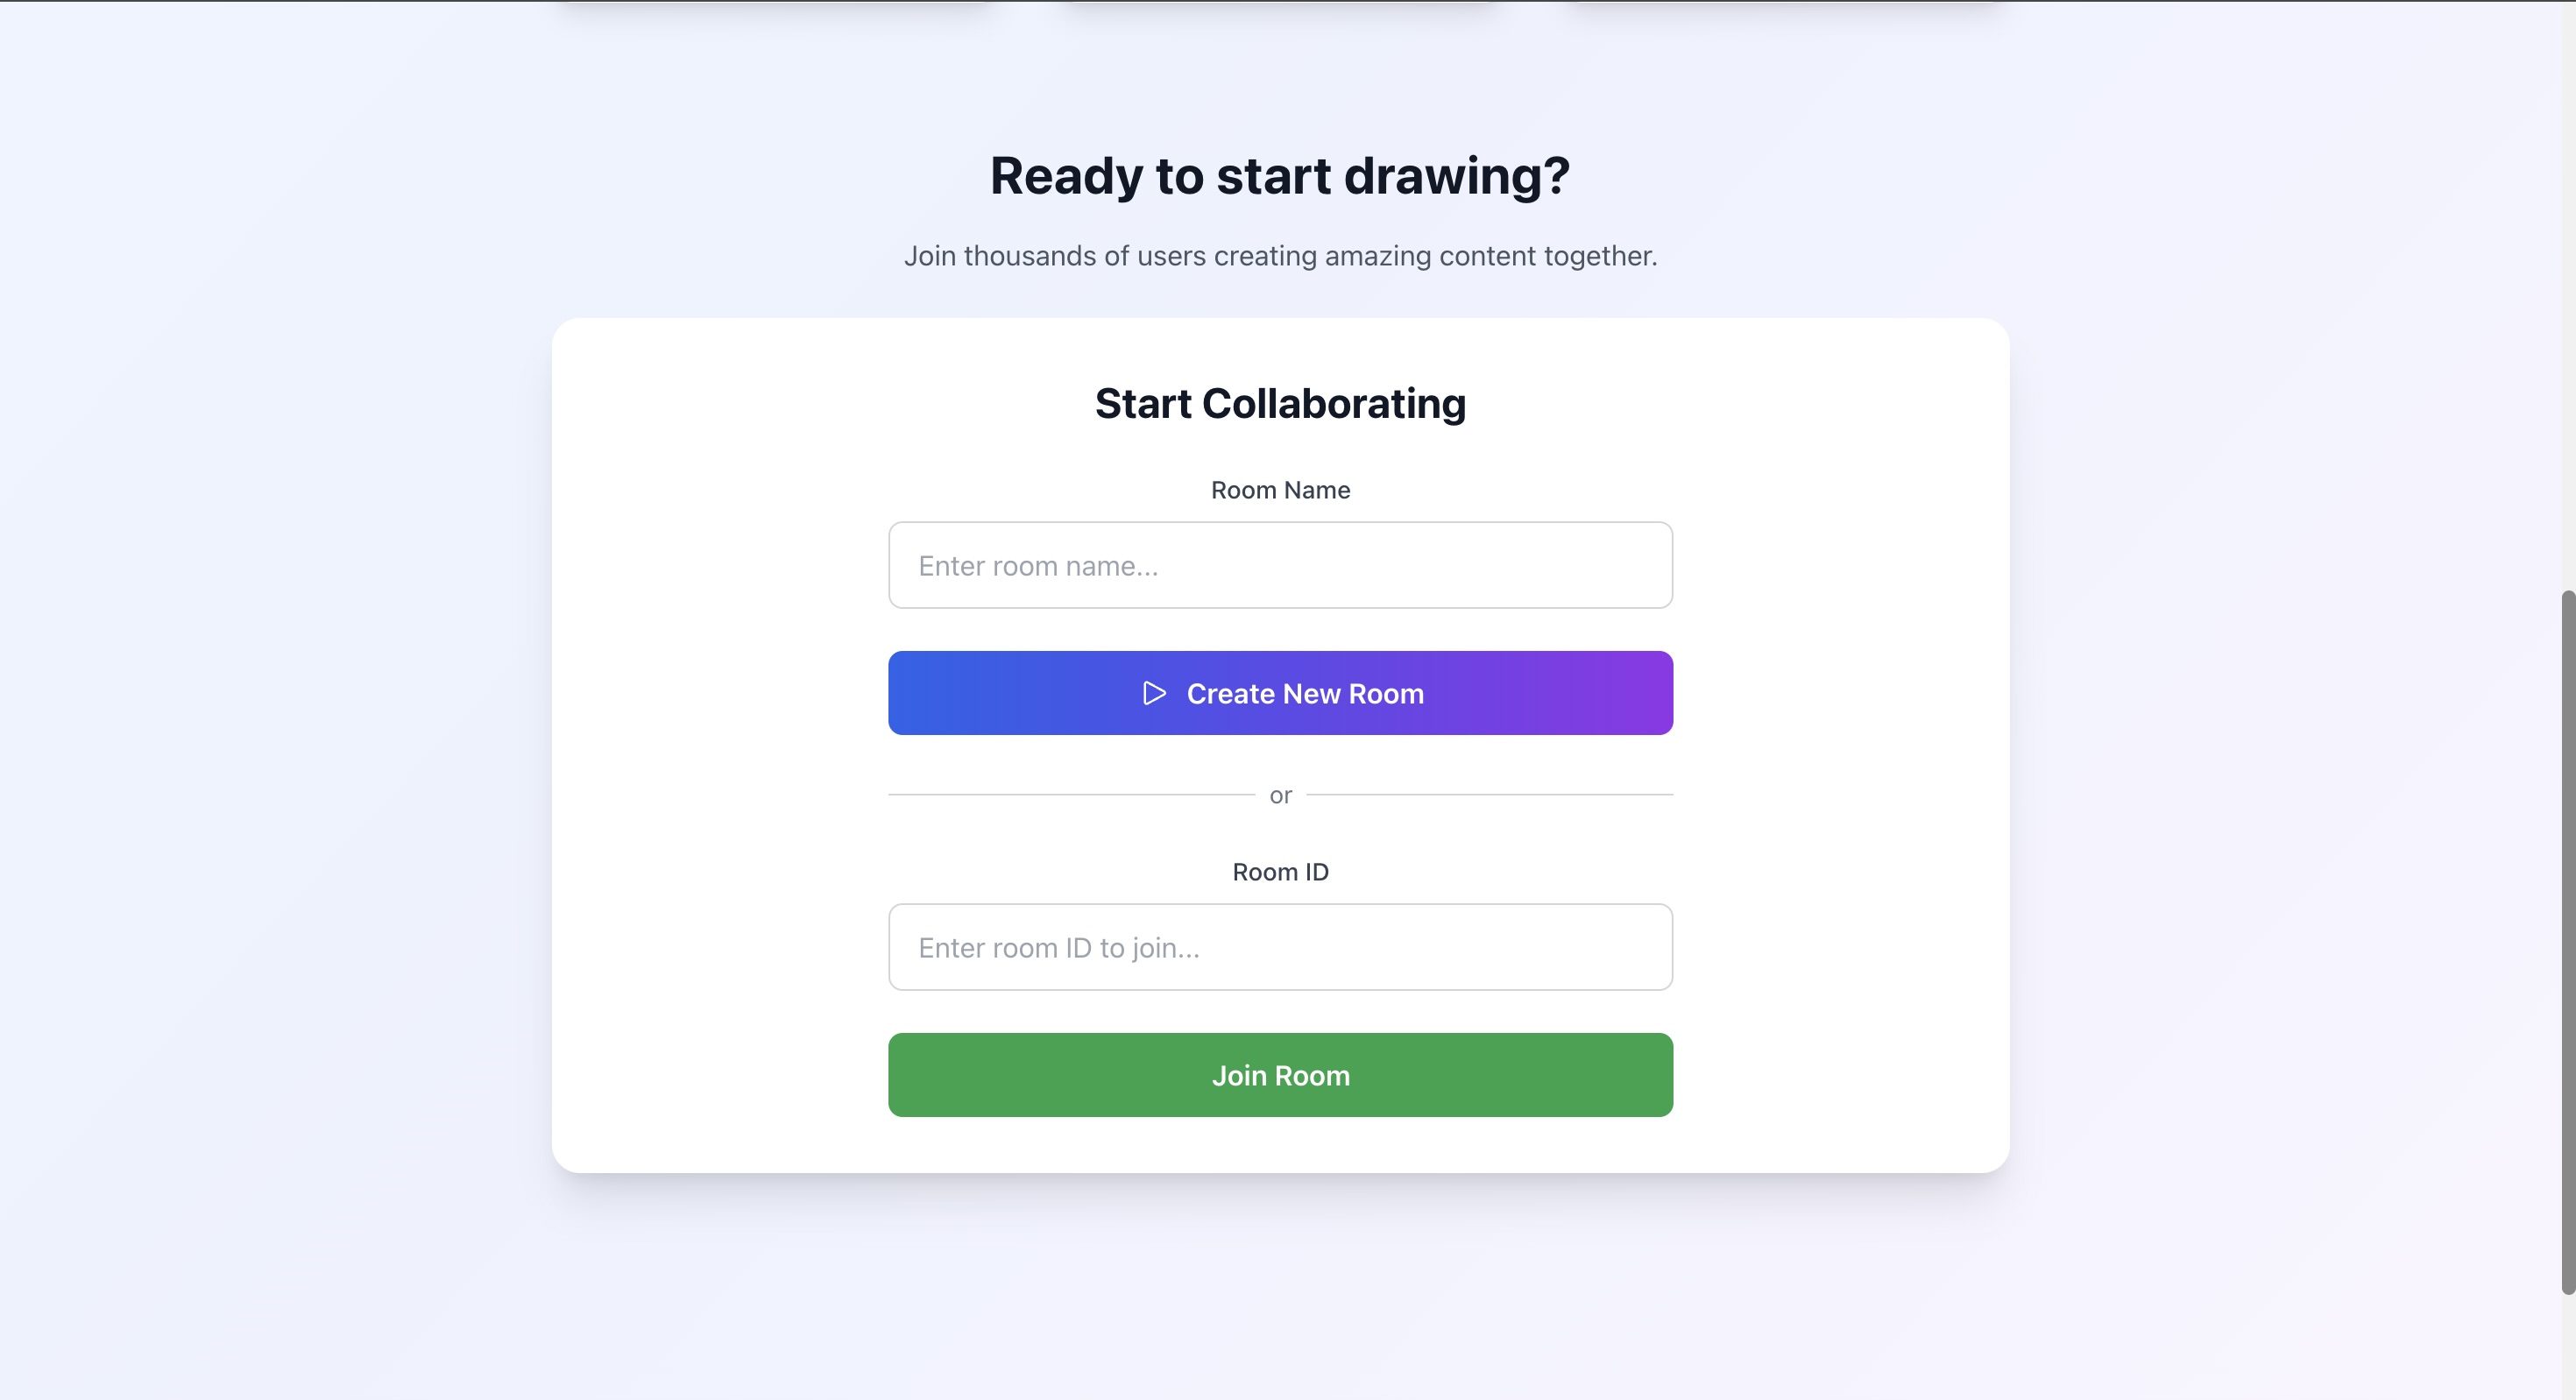 Ready to start drawing?
Join thousands of users creating amazing content together.
Start Collaborating
Room Name
Enter room name...
Create New Room
or
Room ID
Enter room ID to join...
Join Room